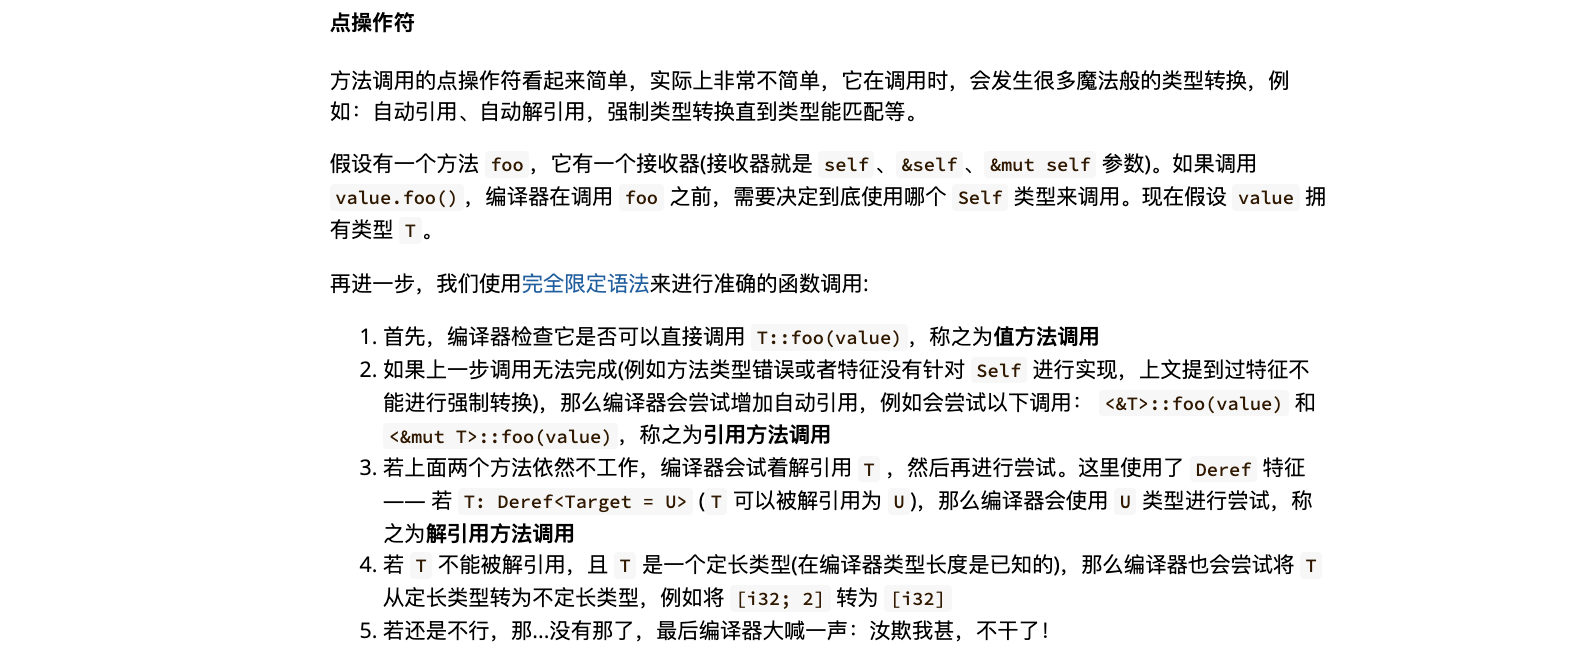 点操作符
方法调用的点操作符看起来简单，实际上非常不简单，它在调用时，会发生很多魔法般的类型转换，例
如：自动引用、自动解引用，强制类型转换直到类型能匹配等。
假设有一个方法 foo，它有一个接收器(接收器就是 self、&self、&mut self 参数)。如果调用
value.foo()，编译器在调用 foo 之前，需要决定到底使用哪个 Self 类型来调用。现在假设 value 拥
有类型 T。
再进一步，我们使用完全限定语法来进行准确的函数调用:
1. 首先，编译器检查它是否可以直接调用 T::foo(value)，称之为值方法调用
2. 如果上一步调用无法完成(例如方法类型错误或者特征没有针对 Self 进行实现，上文提到过特征不
能进行强制转换)，那么编译器会尝试增加自动引用，例如会尝试以下调用： <&T>::foo(value) 和
<&mut T>::foo(value)，称之为引用方法调用
3. 若上面两个方法依然不工作，编译器会试着解引用 T ，然后再进行尝试。这里使用了 Deref 特征
—— 若 T: Deref<Target = U> (T 可以被解引用为 U)，那么编译器会使用 U 类型进行尝试，称
之为解引用方法调用
4. 若 T 不能被解引用，且 T 是一个定长类型(在编译器类型长度是已知的)，那么编译器也会尝试将 T
从定长类型转为不定长类型，例如将 [i32; 2] 转为 [i32]
5. 若还是不行，那...没有那了，最后编译器大喊一声：汝欺我甚，不干了！